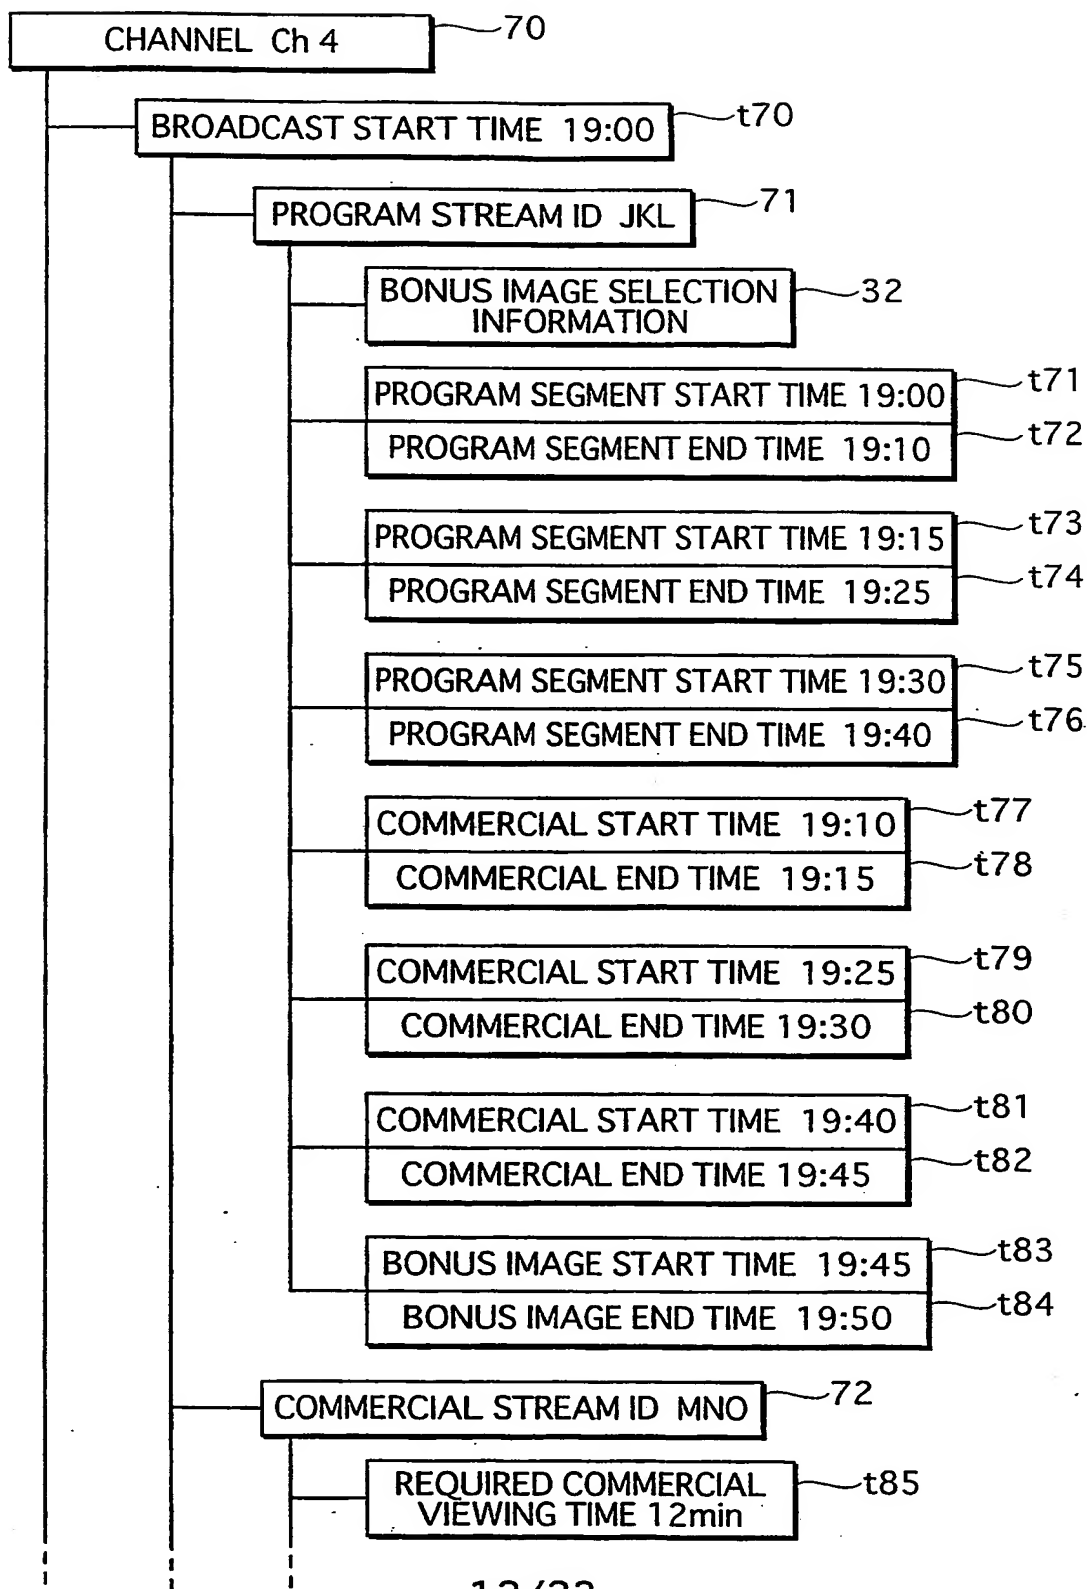 CHANNEL Ch 4
70
BROADCAST START TIME 19:00
t70
PROGRAM STREAM ID JKL
71
BONUS IMAGE SELECTION
INFORMATION
32
PROGRAM SEGMENT START TIME 19:00
t71
PROGRAM SEGMENT END TIME 19:10
t72
PROGRAM SEGMENT START TIME 19:15
t73
PROGRAM SEGMENT END TIME 19:25
t74
PROGRAM SEGMENT START TIME 19:30
t75
PROGRAM SEGMENT END TIME 19:40
t76
COMMERCIAL START TIME 19:10
t77
COMMERCIAL END TIME 19:15
t78
COMMERCIAL START TIME 19:25
t79
COMMERCIAL END TIME 19:30
t80
COMMERCIAL START TIME 19:40
t81
COMMERCIAL END TIME 19:45
t82
BONUS IMAGE START TIME 19:45
t83
BONUS IMAGE END TIME 19:50
t84
COMMERCIAL STREAM ID MNO
72
REQUIRED COMMERCIAL
VIEWING TIME 12min
t85